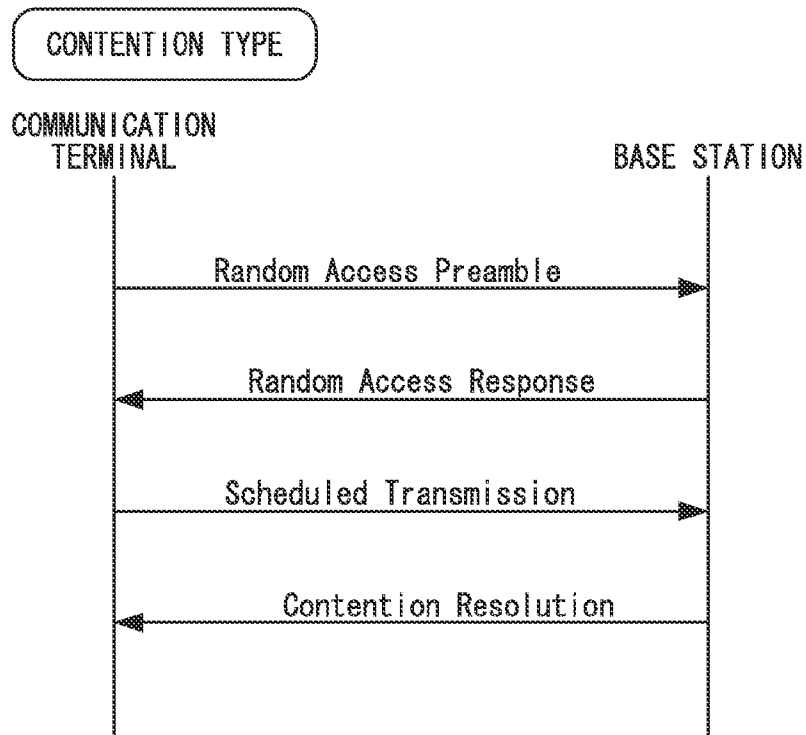 CONTENTION TYPE
COMMUNICATION
TERMINAL
BASE STATION
Random Access Preamble
Random Access Response
Scheduled Transmission
Contention Resolution